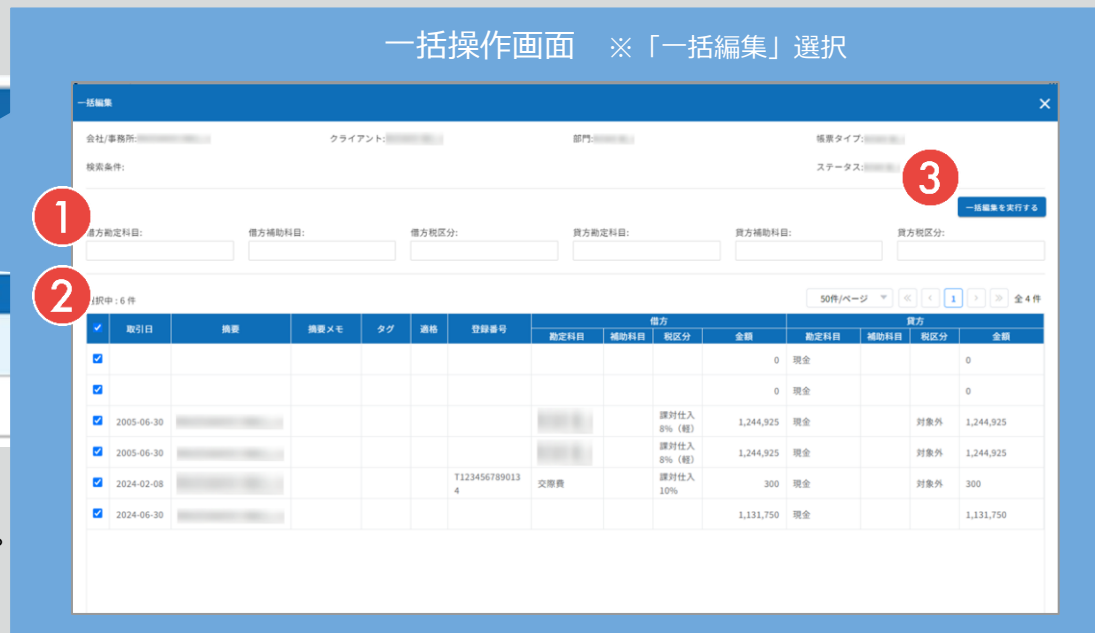 一括操作画面　※「一括編集」選択
一括編集 ×
会社/事務所: クライアント: 部門: 帳票タイプ:
検索条件: ステータス:
3
一括編集を実行する
1
借方勘定科目: 借方補助科目: 借方税区分: 貸方勘定科目: 貸方補助科目: 貸方税区分:
2
選択中 : 6 件 50件/ページ ▼ « ‹ 1 › » 全 4 件
取引日 摘要 摘要メモ タグ 適格 登録番号 借方 貸方
勘定科目 補助科目 税区分 金額 勘定科目 補助科目 税区分 金額
0 現金 0
0 現金 0
2005-06-30 課対仕入 8%（軽） 1,244,925 現金 対象外 1,244,925
2005-06-30 課対仕入 8%（軽） 1,244,925 現金 対象外 1,244,925
2024-02-08 T1234567890134 交際費 課対仕入 10% 300 現金 対象外 300
2024-06-30 1,131,750 現金 1,131,750